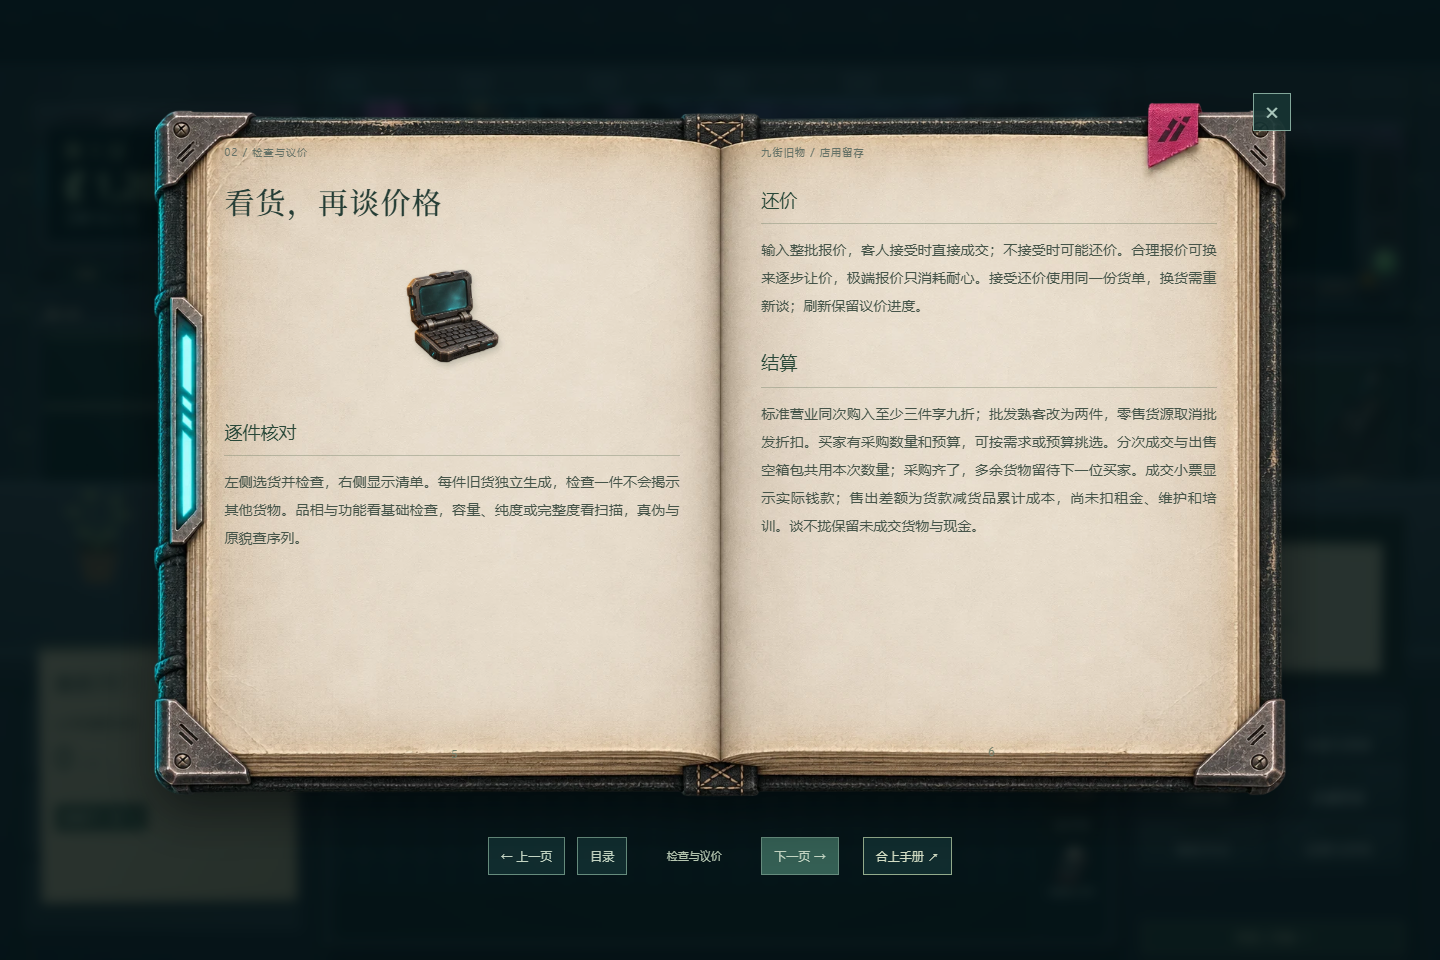 02 / 检查与议价
看货，再谈价格
逐件核对
左侧选货并检查，右侧显示清单。每件旧货独立生成，检查一件不会揭示
其他货物。品相与功能看基础检查，容量、纯度或完整度看扫描，真伪与
原貌查序列。
九街旧物 / 店用留存
还价
输入整批报价，客人接受时直接成交；不接受时可能还价。合理报价可换
来逐步让价，极端报价只消耗耐心。接受还价使用同一份货单，换货需重
新谈；刷新保留议价进度。
结算
标准营业同次购入至少三件享九折；批发熟客改为两件，零售货源取消批
发折扣。买家有采购数量和预算，可按需求或预算挑选。分次成交与出售
空箱包共用本次数量；采购齐了，多余货物留待下一位买家。成交小票显
示实际钱款；售出差额为货款减货品累计成本，尚未扣租金、维护和培
训。谈不拢保留未成交货物与现金。
6
×
← 上一页
目录
检查与议价
下一页 →
合上手册 ↗